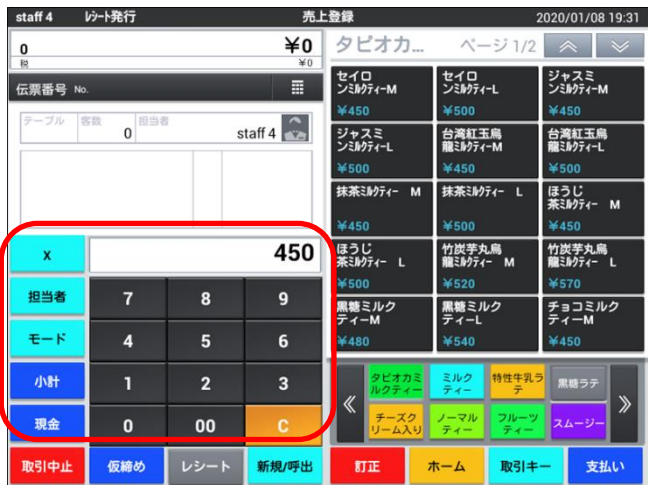 staff 4 レシート発行 売上登録 2020/01/08 19:31
0 ¥0
税 ¥0
伝票番号 No.
テーブル 客数 0 担当者 staff 4
X 450
担当者 7 8 9
モード 4 5 6
小計 1 2 3
現金 0 00 C
取引中止 仮締め レシート 新規/呼出
タピオカ... ページ 1/2
セイロ
ンミルクティーM
¥450
セイロ
ンミルクティーL
¥500
ジャスミ
ンミルクティーM
¥450
ジャスミ
ンミルクティーL
¥500
台湾紅玉烏
龍ミルクティーM
¥450
台湾紅玉烏
龍ミルクティーL
¥500
抹茶ミルクティー M
¥450
抹茶ミルクティー L
¥500
ほうじ
茶ミルクティー M
¥450
ほうじ
茶ミルクティー L
¥500
竹炭芋丸烏
龍ミルクティー M
¥520
竹炭芋丸烏
龍ミルクティー L
¥570
黒糖ミルク
ティーM
¥480
黒糖ミルク
ティーL
¥540
チョコミルク
ティーM
¥450
タピオカミ
ルクティー
ミルク
ティー
特性牛乳ラ
テ
黒糖ラテ
チーズク
リーム入り
ノーマル
ティー
フルーツ
ティー
スムージー
訂正 ホーム 取引キー 支払い